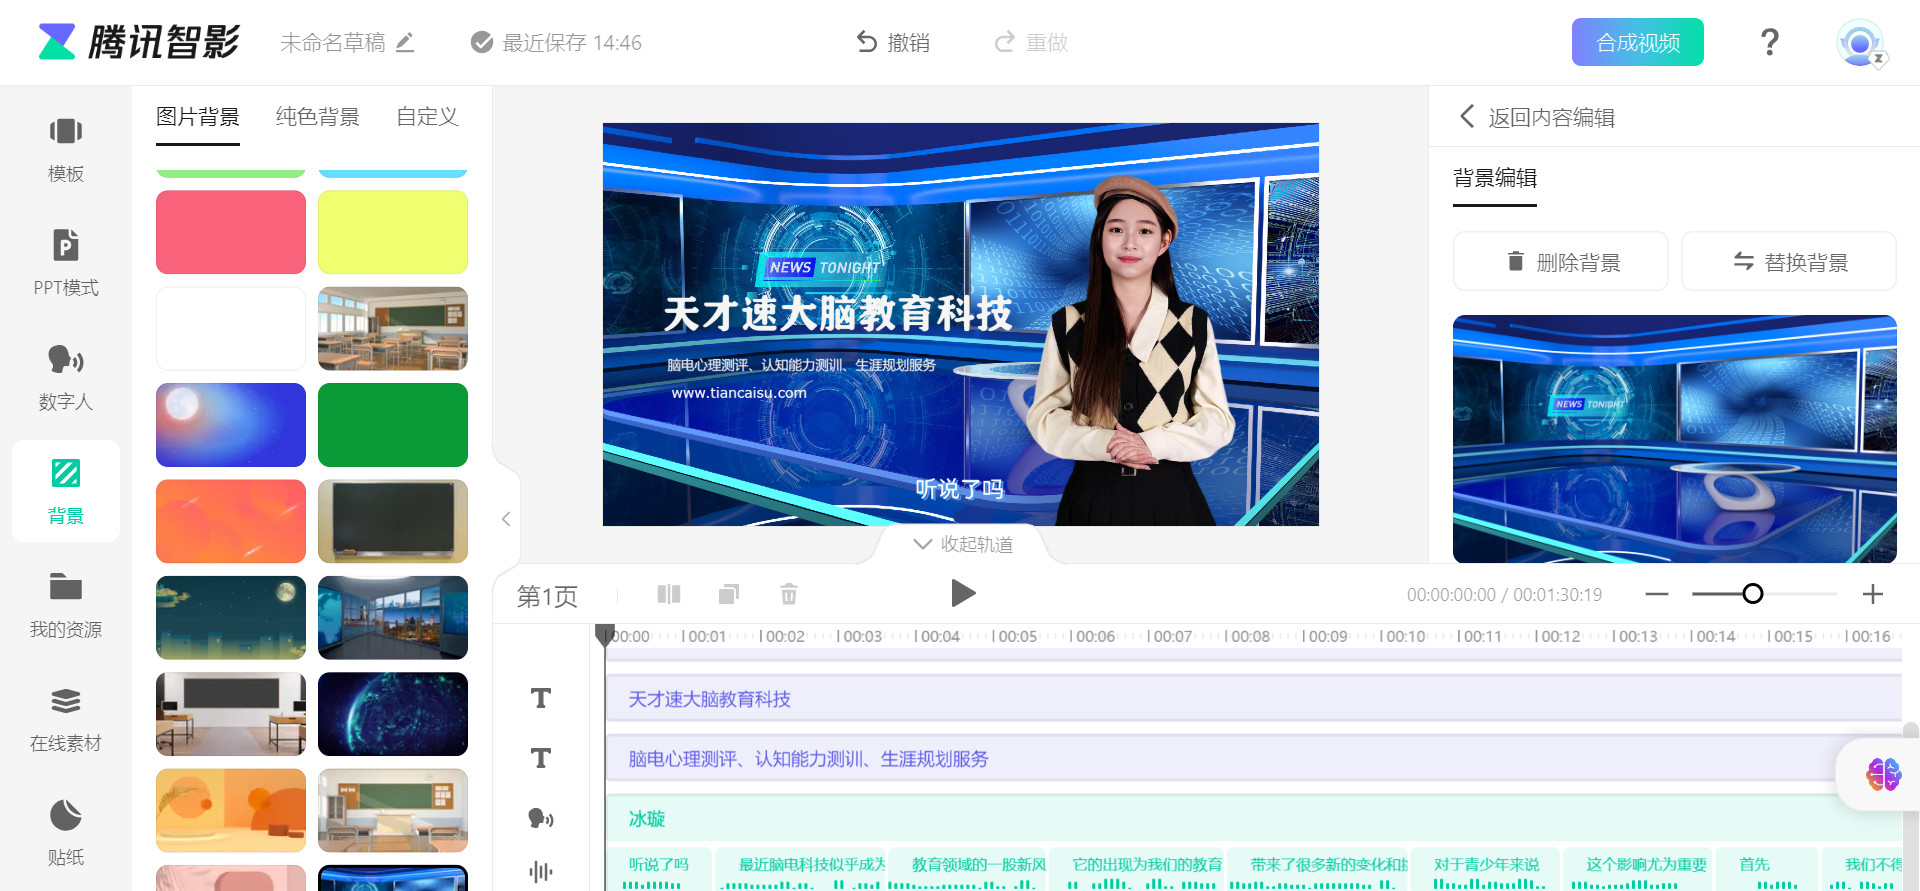 腾讯智影
未命名草稿
最近保存 14:46
撤销
重做
合成视频
?
模板
PPT模式
数字人
背景
我的资源
在线素材
贴纸
图片背景
纯色背景
自定义
NEWS TONIGHT
天才速大脑教育科技
脑电心理测评、认知能力测训、生涯规划服务
www.tiancaisu.com
听说了吗
收起轨道
返回内容编辑
背景编辑
删除背景
替换背景
NEWS TONIGHT
第1页
00:00:00:00 / 00:01:30:19
00:00 00:01 00:02 00:03 00:04 00:05 00:06 00:07 00:08 00:09 00:10 00:11 00:12 00:13 00:14 00:15 00:16
天才速大脑教育科技
脑电心理测评、认知能力测训、生涯规划服务
冰璇
听说了吗 最近脑电科技似乎成为 教育领域的一股新风 它的出现为我们的教育 带来了很多新的变化和 对于青少年来说 这个影响尤为重要 首先 我们不得